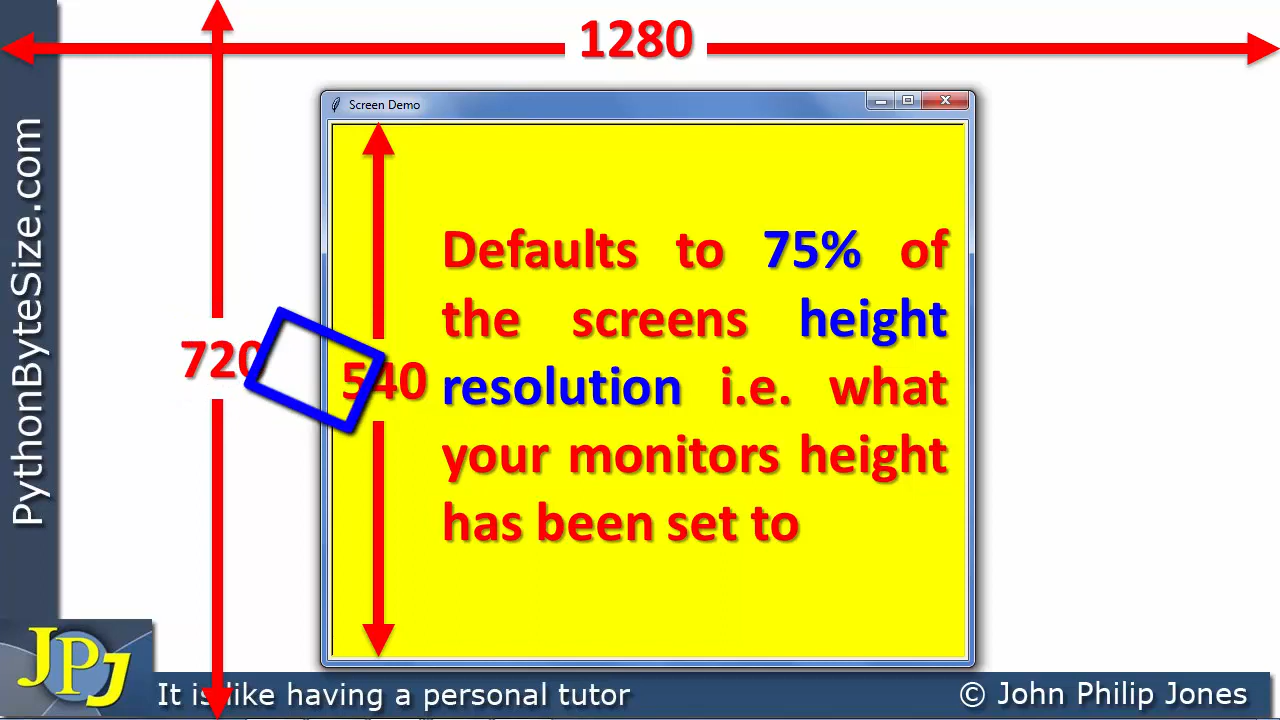 1280
PythonByteSize.com
Screen Demo
Defaults to 75% of
the screens height
720
540
resolution i.e. what
your monitors height
has been set to
JPJ
It is like having a personal tutor
© John Philip Jones